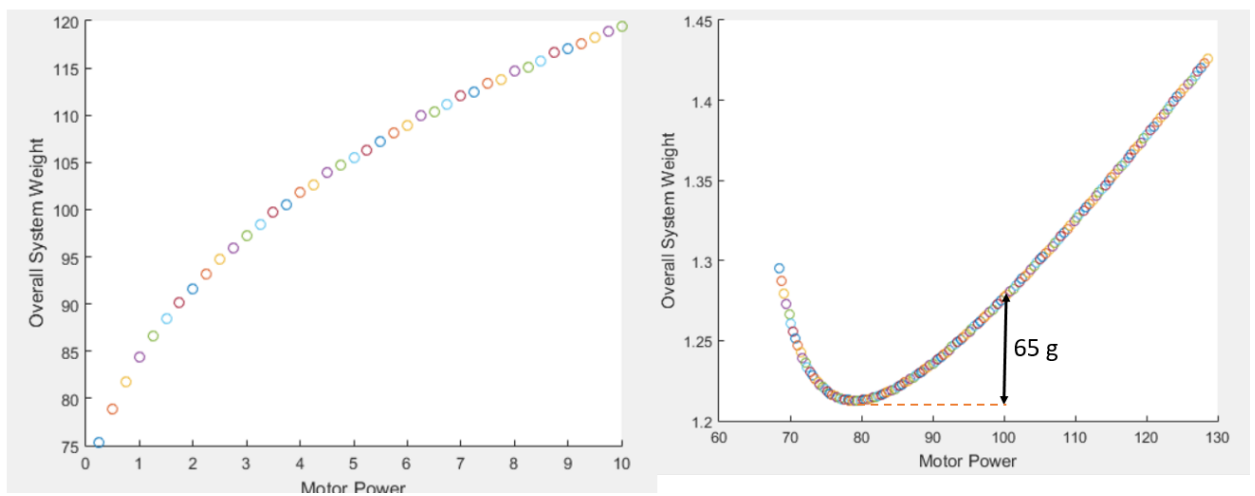 120
115
110
105
100
95
90
85
80
75
Overall System Weight
0 1 2 3 4 5 6 7 8 9 10
Motor Power
1.45
1.4
1.35
1.3
1.25
1.2
Overall System Weight
65 g
60 70 80 90 100 110 120 130
Motor Power